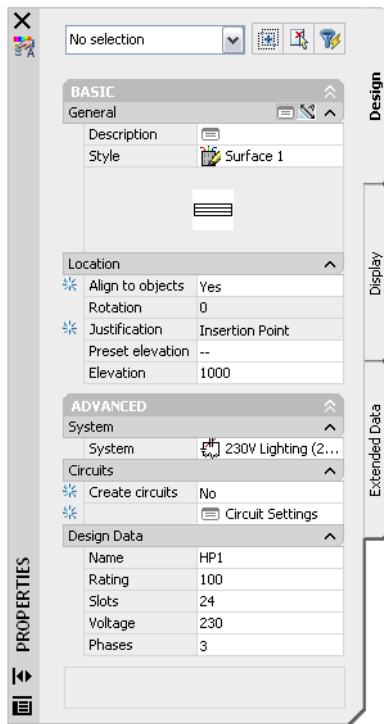 No selection
BASIC
General
Description
Style Surface 1
Location
Align to objects Yes
Rotation 0
Justification Insertion Point
Preset elevation --
Elevation 1000
ADVANCED
System
System 230V Lighting (2...
Circuits
Create circuits No
Circuit Settings
Design Data
Name HP1
Rating 100
Slots 24
Voltage 230
Phases 3
PROPERTIES
Design
Display
Extended Data